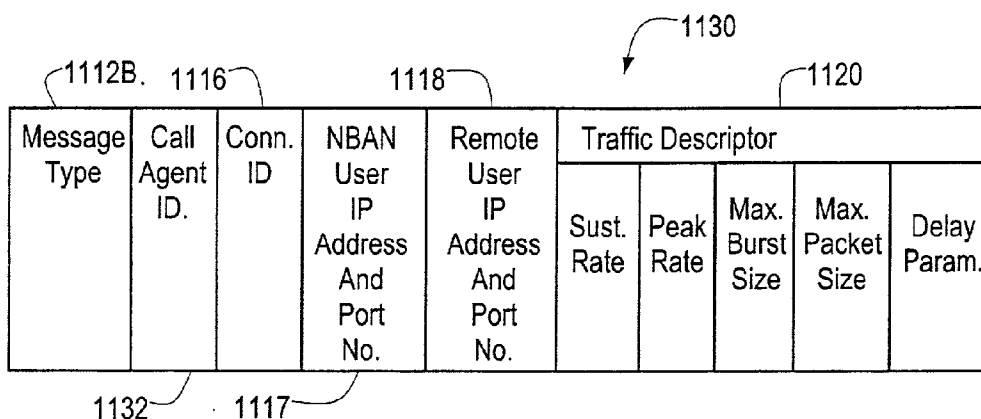 1130
1112B.
1116
1118
1120
Message
Type
Call
Agent
ID.
Conn.
ID
NBAN
User
IP
Address
And
Port
No.
Remote
User
IP
Address
And
Port
No.
Traffic Descriptor
Sust.
Rate
Peak
Rate
Max.
Burst
Size
Max.
Packet
Size
Delay
Param.
1132
1117